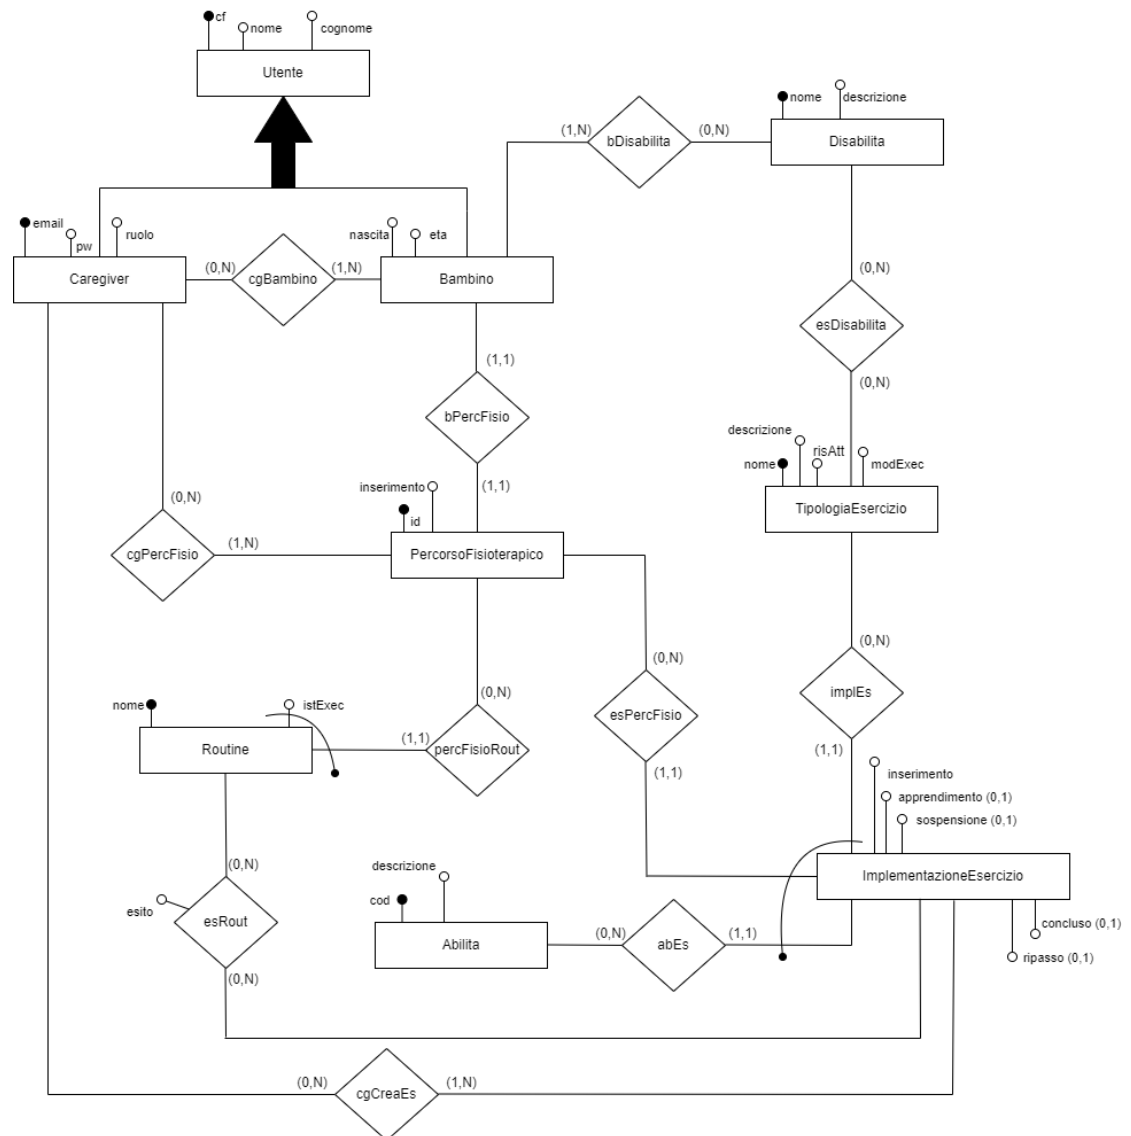 cf
nome
cognome
Utente
nome
descrizione
Disabilita
(1,N)
bDisabilita
(0,N)
email
pw
ruolo
Caregiver
(0,N)
cgBambino
(1,N)
nascita
eta
Bambino
(0,N)
esDisabilita
(0,N)
(1,1)
bPercFisio
(1,1)
descrizione
risAtt
nome
modExec
TipologiaEsercizio
(0,N)
cgPercFisio
(1,N)
inserimento
id
PercorsoFisioterapico
(0,N)
implEs
(1,1)
(0,N)
esPercFisio
(1,1)
(0,N)
percFisioRout
(1,1)
nome
istExec
Routine
inserimento
apprendimento (0,1)
sospensione (0,1)
ImplementazioneEsercizio
concluso (0,1)
ripasso (0,1)
(0,N)
esito
esRout
(0,N)
descrizione
cod
Abilita
(0,N)
abEs
(1,1)
(0,N)
cgCreaEs
(1,N)